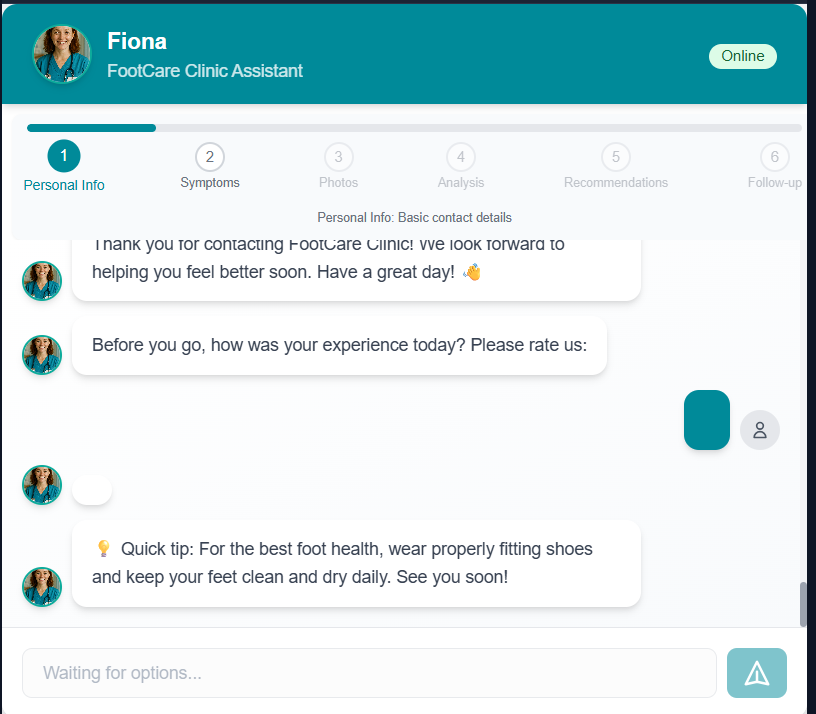 Fiona
FootCare Clinic Assistant
Online
1
2
3
4
5
6
Personal Info
Symptoms
Photos
Analysis
Recommendations
Follow-up
Personal Info: Basic contact details
Thank you for contacting FootCare Clinic! We look forward to
helping you feel better soon. Have a great day! 👋
Before you go, how was your experience today? Please rate us:
💡 Quick tip: For the best foot health, wear properly fitting shoes
and keep your feet clean and dry daily. See you soon!
Waiting for options...